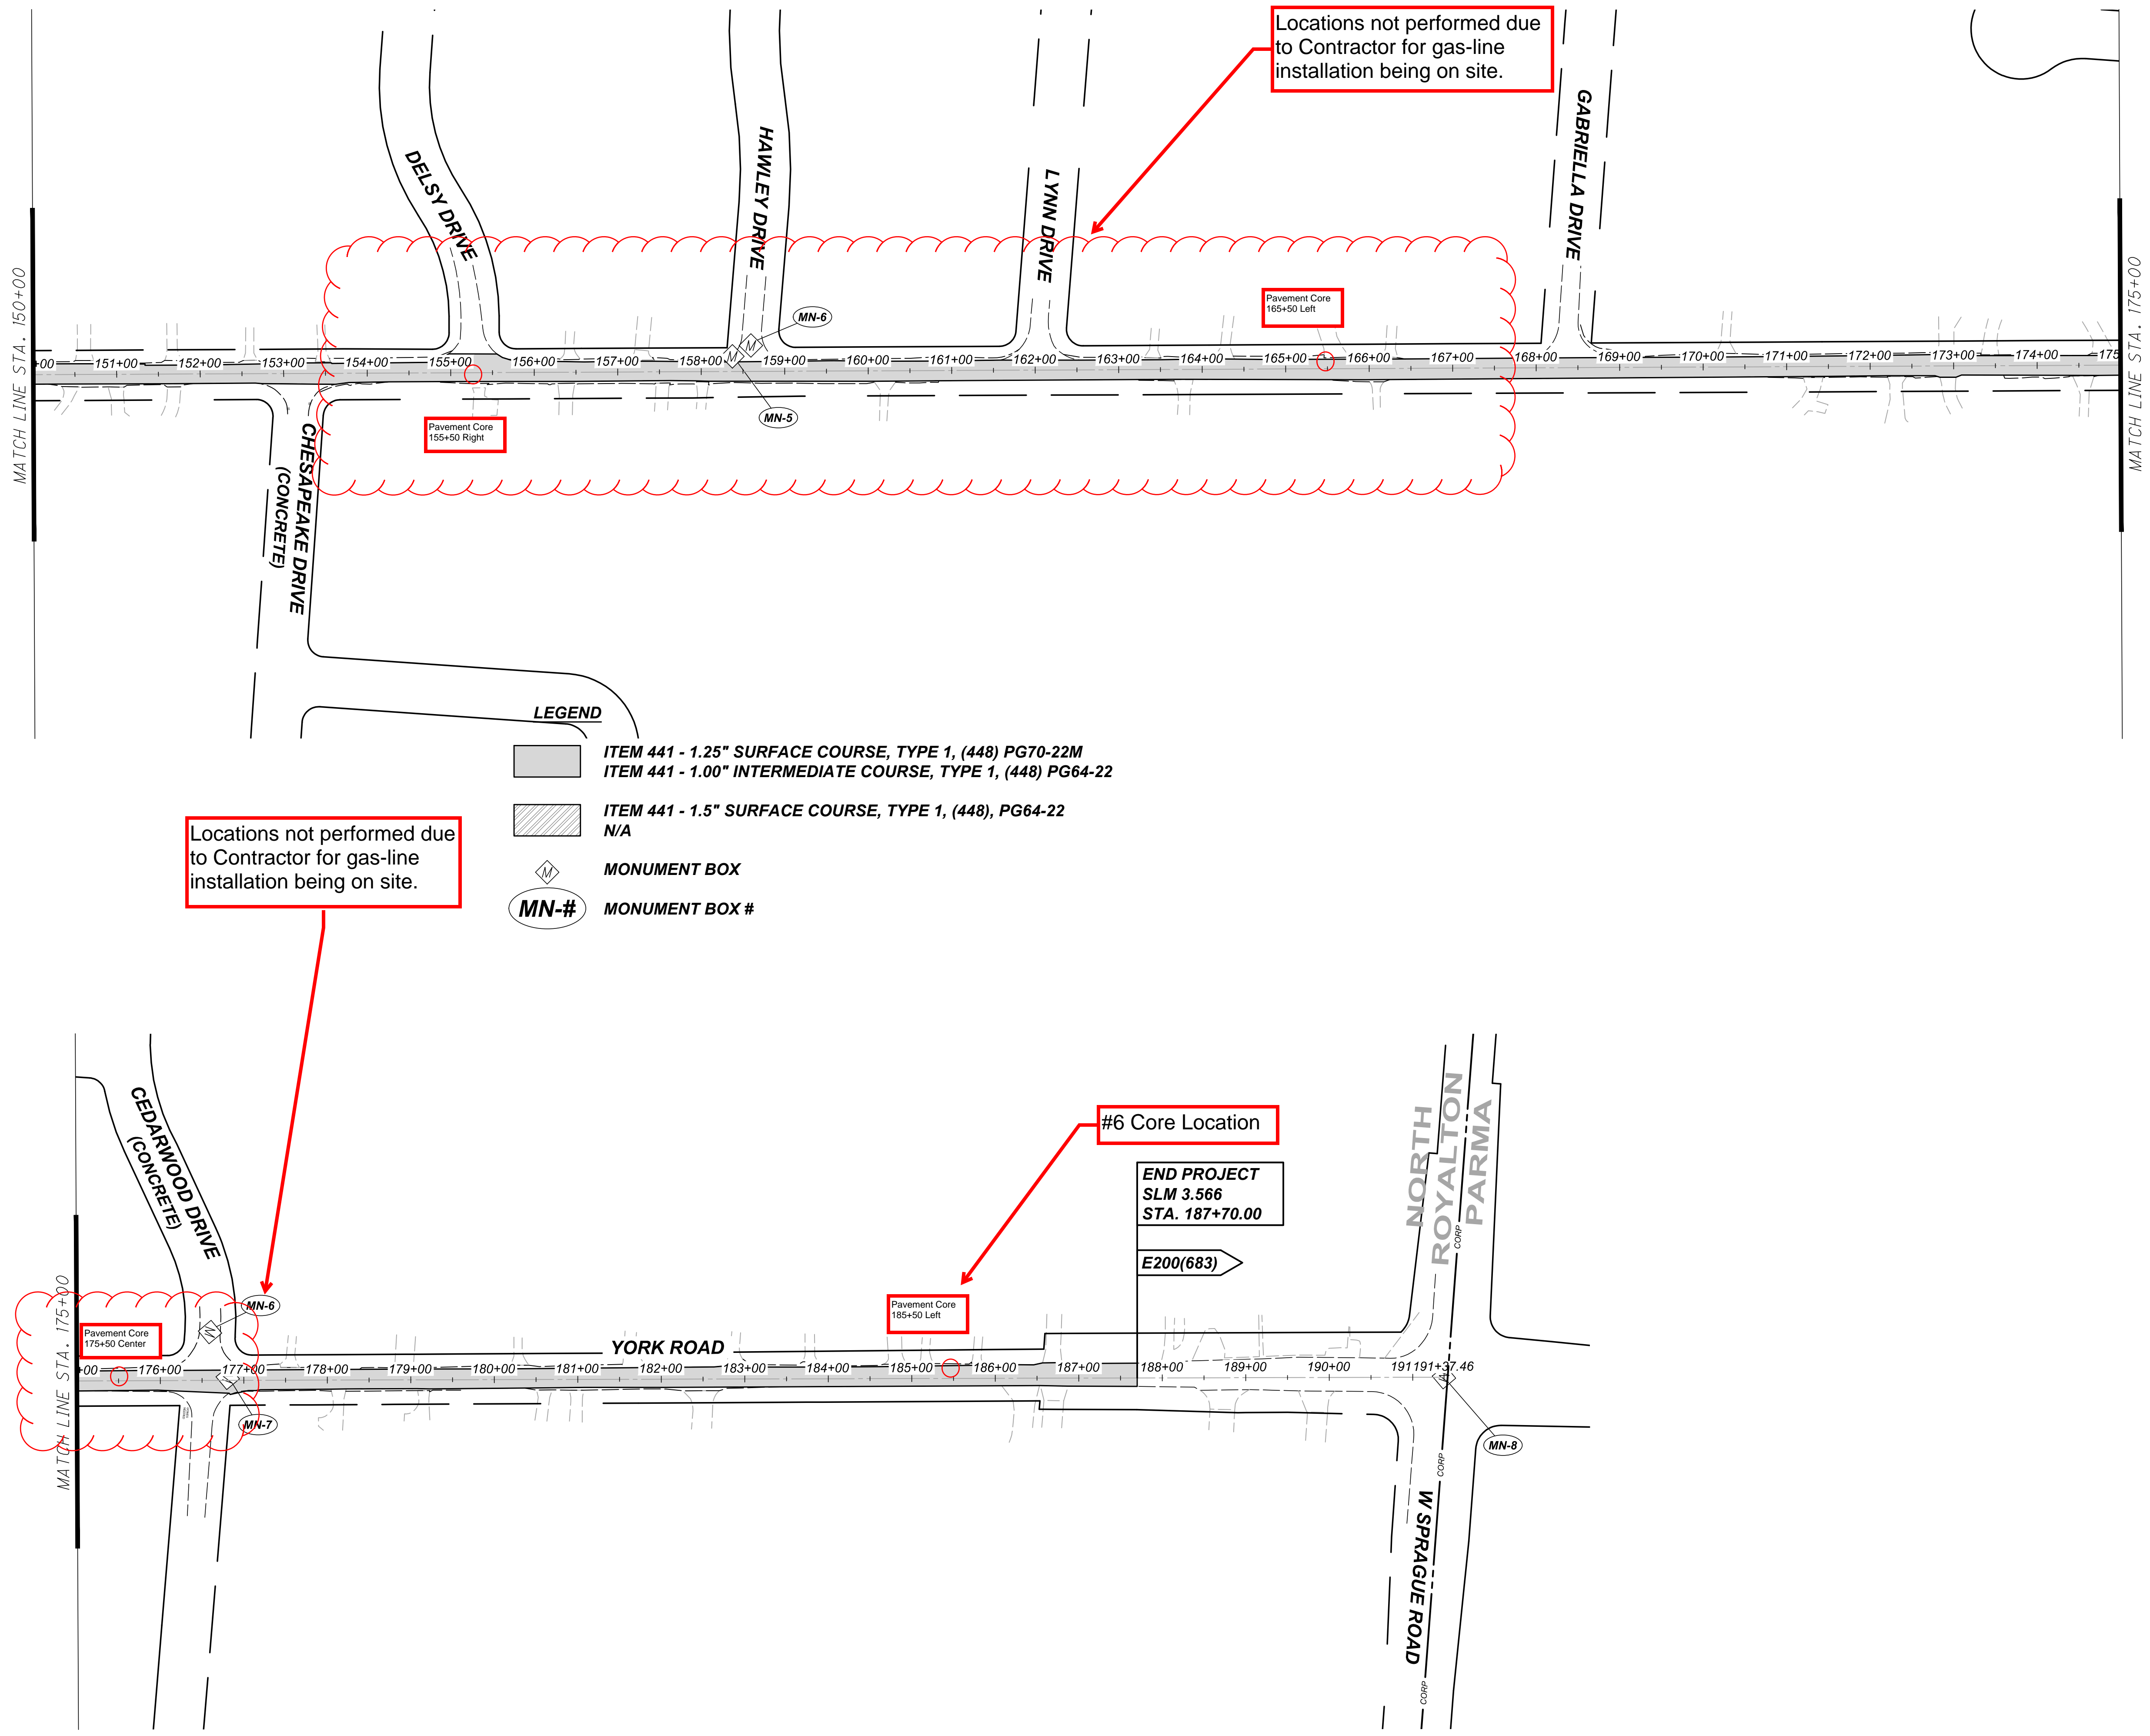 Locations not performed due
to Contractor for gas-line
installation being on site.
DELSY DRIVE
HAWLEY DRIVE
LYNN DRIVE
GABRIELLA DRIVE
MATCH LINE STA. 150+00
MATCH LINE STA. 175+00
Pavement Core
165+50 Left
MN-6
M
M
+00 151+00 152+00 153+00 154+00 155+00 156+00 157+00 158+00 159+00 160+00 161+00 162+00 163+00 164+00 165+00 166+00 167+00 168+00 169+00 170+00 171+00 172+00 173+00 174+00 175
MN-5
Pavement Core
155+50 Right
CHESAPEAKE DRIVE
(CONCRETE)
LEGEND
ITEM 441 - 1.25" SURFACE COURSE, TYPE 1, (448) PG70-22M
ITEM 441 - 1.00" INTERMEDIATE COURSE, TYPE 1, (448) PG64-22
ITEM 441 - 1.5" SURFACE COURSE, TYPE 1, (448), PG64-22
N/A
M
MONUMENT BOX
MN-#
MONUMENT BOX #
Locations not performed due
to Contractor for gas-line
installation being on site.
CEDARWOOD DRIVE
(CONCRETE)
#6 Core Location
END PROJECT
SLM 3.566
STA. 187+70.00
E200(683)
NORTH
ROYALTON
PARMA
CORP
MATCH LINE STA. 175+00
MN-6
M
Pavement Core
175+50 Center
Pavement Core
185+50 Left
YORK ROAD
+00 176+00 177+00 178+00 179+00 180+00 181+00 182+00 183+00 184+00 185+00 186+00 187+00 188+00 189+00 190+00 191 191+37.46
M
M
MN-7
MN-8
CORP
W SPRAGUE ROAD
CORP